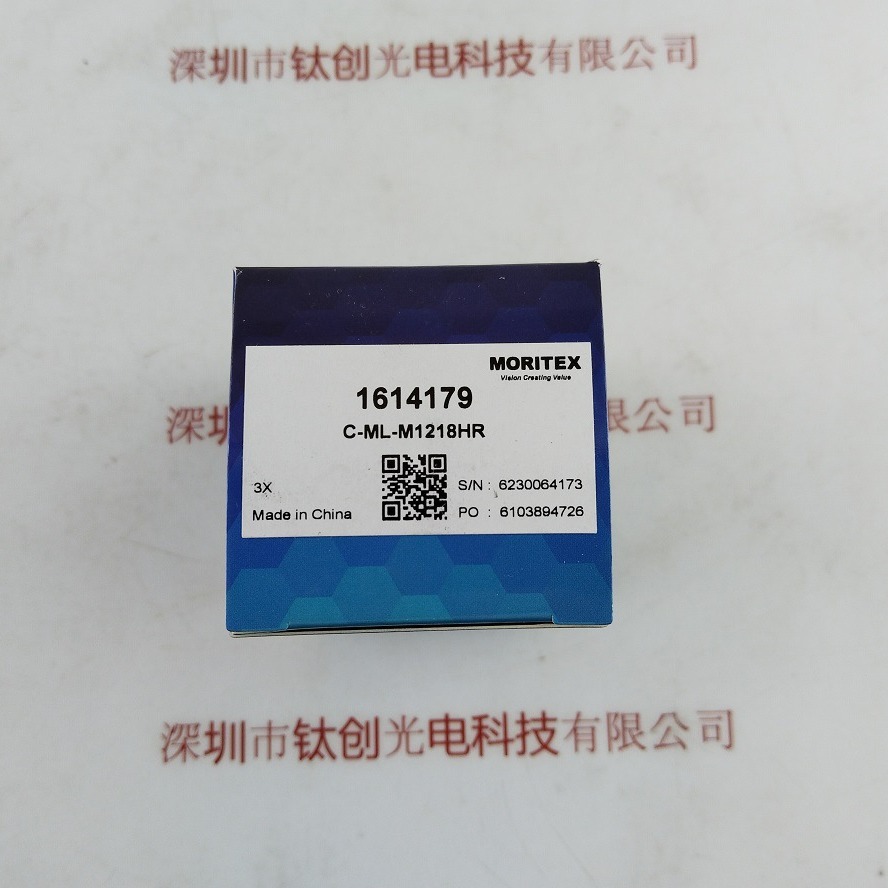 深圳市钛创光电科技有限公司
MORITEX
Vision Creating Value
1614179
深圳 限公司
C-ML-M1218HR
3X
S/N : 6230064173
Made in China
PO : 6103894726
深圳市钛创光电科技有限公司